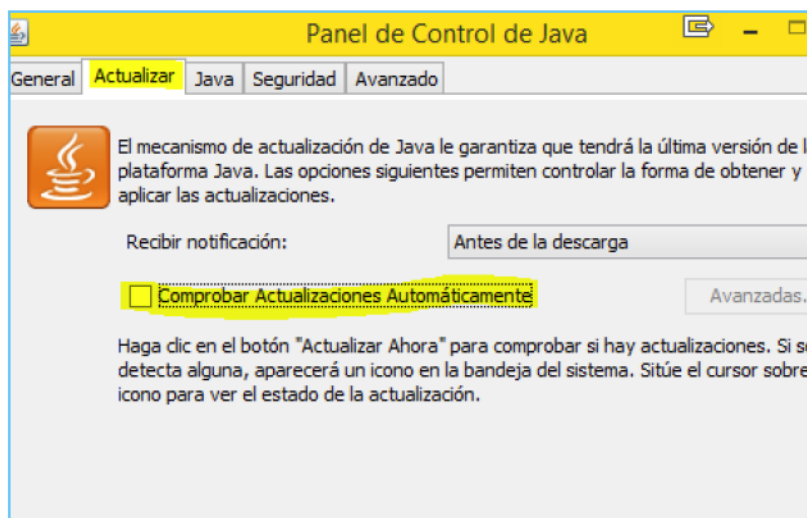 Panel de Control de Java
General Actualizar Java Seguridad Avanzado
El mecanismo de actualización de Java le garantiza que tendrá la última versión de
plataforma Java. Las opciones siguientes permiten controlar la forma de obtener y
aplicar las actualizaciones.
Recibir notificación: Antes de la descarga
Comprobar Actualizaciones Automáticamente Avanzadas.
Haga clic en el botón "Actualizar Ahora" para comprobar si hay actualizaciones. Si
detecta alguna, aparecerá un icono en la bandeja del sistema. Sitúe el cursor sobre
icono para ver el estado de la actualización.